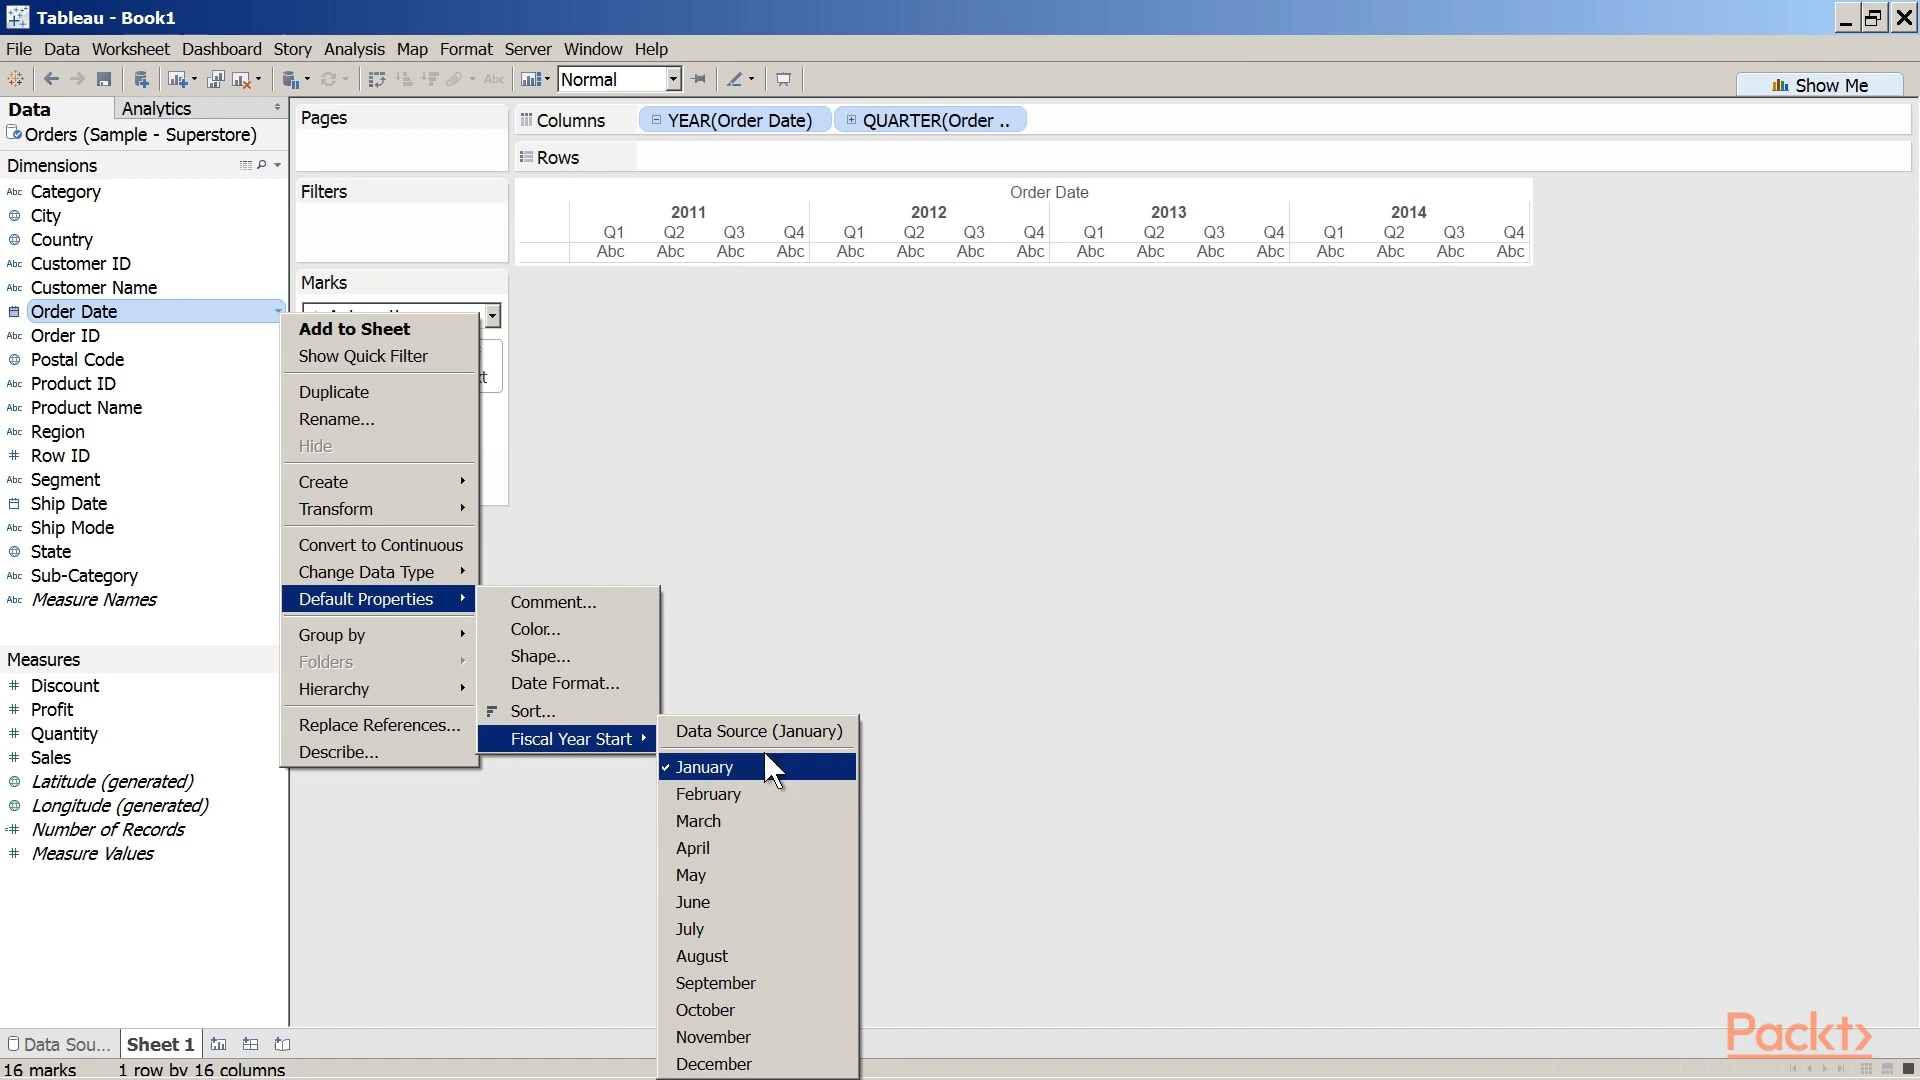 Tableau - Book1
File Data Worksheet Dashboard Story Analysis Map Format Server Window Help
Abc Normal
Show Me
Data Analytics
Orders (Sample - Superstore)
Dimensions
Abc Category
City
Country
Abc Customer ID
Abc Customer Name
Order Date
Abc Order ID
Postal Code
Abc Product ID
Abc Product Name
Abc Region
# Row ID
Abc Segment
Ship Date
Abc Ship Mode
State
Abc Sub-Category
Abc Measure Names
Measures
# Discount
# Profit
# Quantity
# Sales
Latitude (generated)
Longitude (generated)
=# Number of Records
# Measure Values
Pages
Filters
Marks
Columns YEAR(Order Date) QUARTER(Order ..
Rows
Order Date
2011 2012 2013 2014
Q1 Q2 Q3 Q4 Q1 Q2 Q3 Q4 Q1 Q2 Q3 Q4 Q1 Q2 Q3 Q4
Abc Abc Abc Abc Abc Abc Abc Abc Abc Abc Abc Abc Abc Abc Abc Abc
Add to Sheet
Show Quick Filter
Duplicate
Rename...
Hide
Create
Transform
Convert to Continuous
Change Data Type
Default Properties
Group by
Folders
Hierarchy
Replace References...
Describe...
Comment...
Color...
Shape...
Date Format...
Sort...
Fiscal Year Start
Data Source (January)
January
February
March
April
May
June
July
August
September
October
November
December
Data Sou... Sheet 1
16 marks 1 row by 16 columns
Packt>